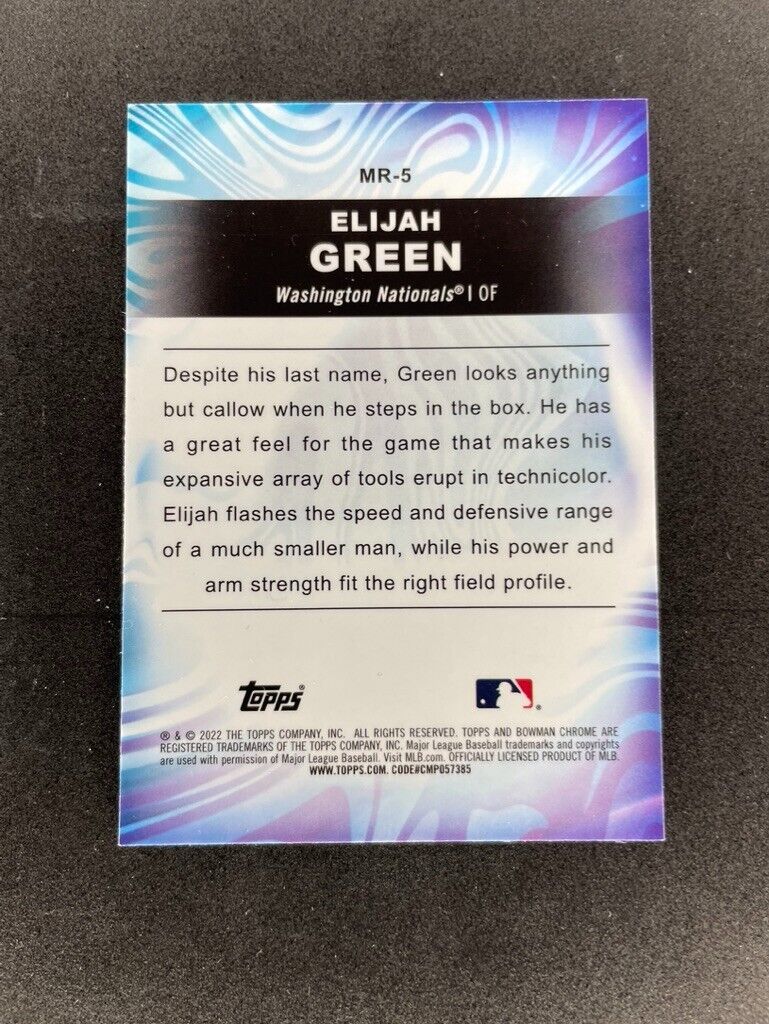 MR-5
ELIJAH
GREEN
Washington Nationals® | OF
Despite his last name, Green looks anything
but callow when he steps in the box. He has
a great feel for the game that makes his
expansive array of tools erupt in technicolor.
Elijah flashes the speed and defensive range
of a much smaller man, while his power and
arm strength fit the right field profile.
topps®
®
® & © 2022 THE TOPPS COMPANY, INC. ALL RIGHTS RESERVED. TOPPS AND BOWMAN CHROME ARE
REGISTERED TRADEMARKS OF THE TOPPS COMPANY, INC. Major League Baseball trademarks and copyrights
are used with permission of Major League Baseball. Visit MLB.com. OFFICIALLY LICENSED PRODUCT OF MLB.
WWW.TOPPS.COM. CODE#CMP057385